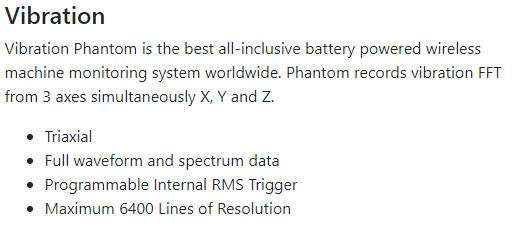 Vibration
Vibration Phantom is the best all-inclusive battery powered wireless
machine monitoring system worldwide. Phantom records vibration FFT
from 3 axes simultaneously X, Y and Z.
• Triaxial
• Full waveform and spectrum data
• Programmable Internal RMS Trigger
• Maximum 6400 Lines of Resolution